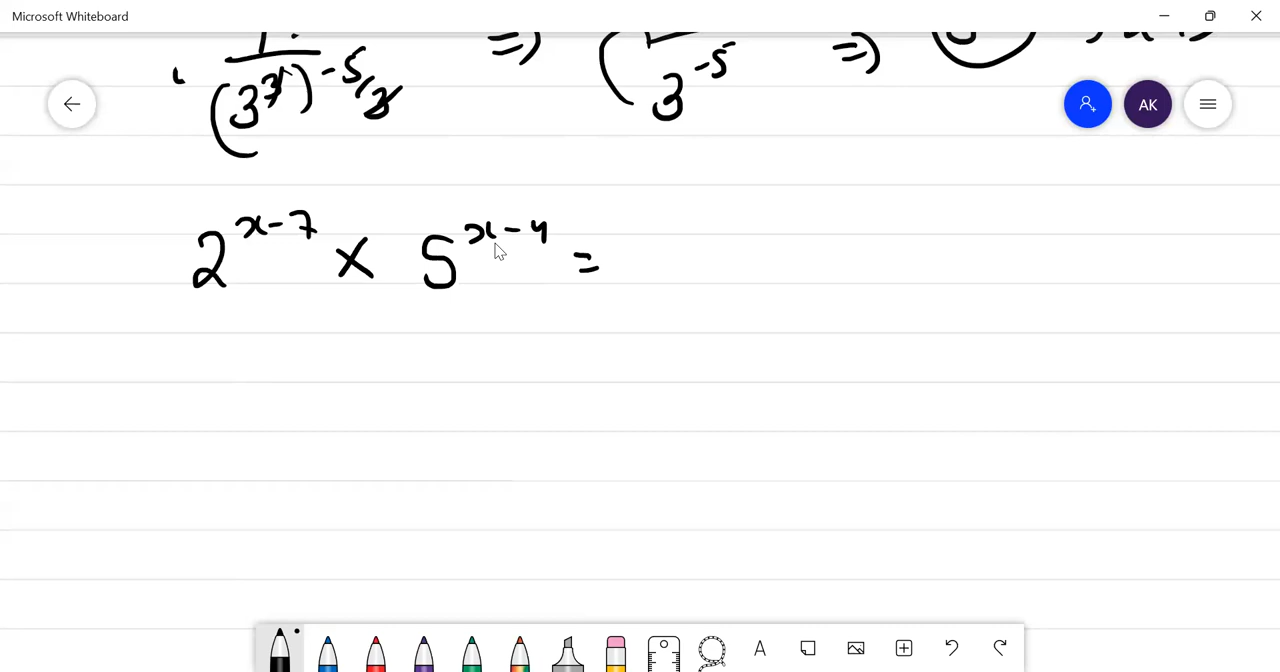 Microsoft Whiteboard
(3^3)^-5/3 => 3^-5 =>
AK
2^x-7 × 5^x-4 =
A